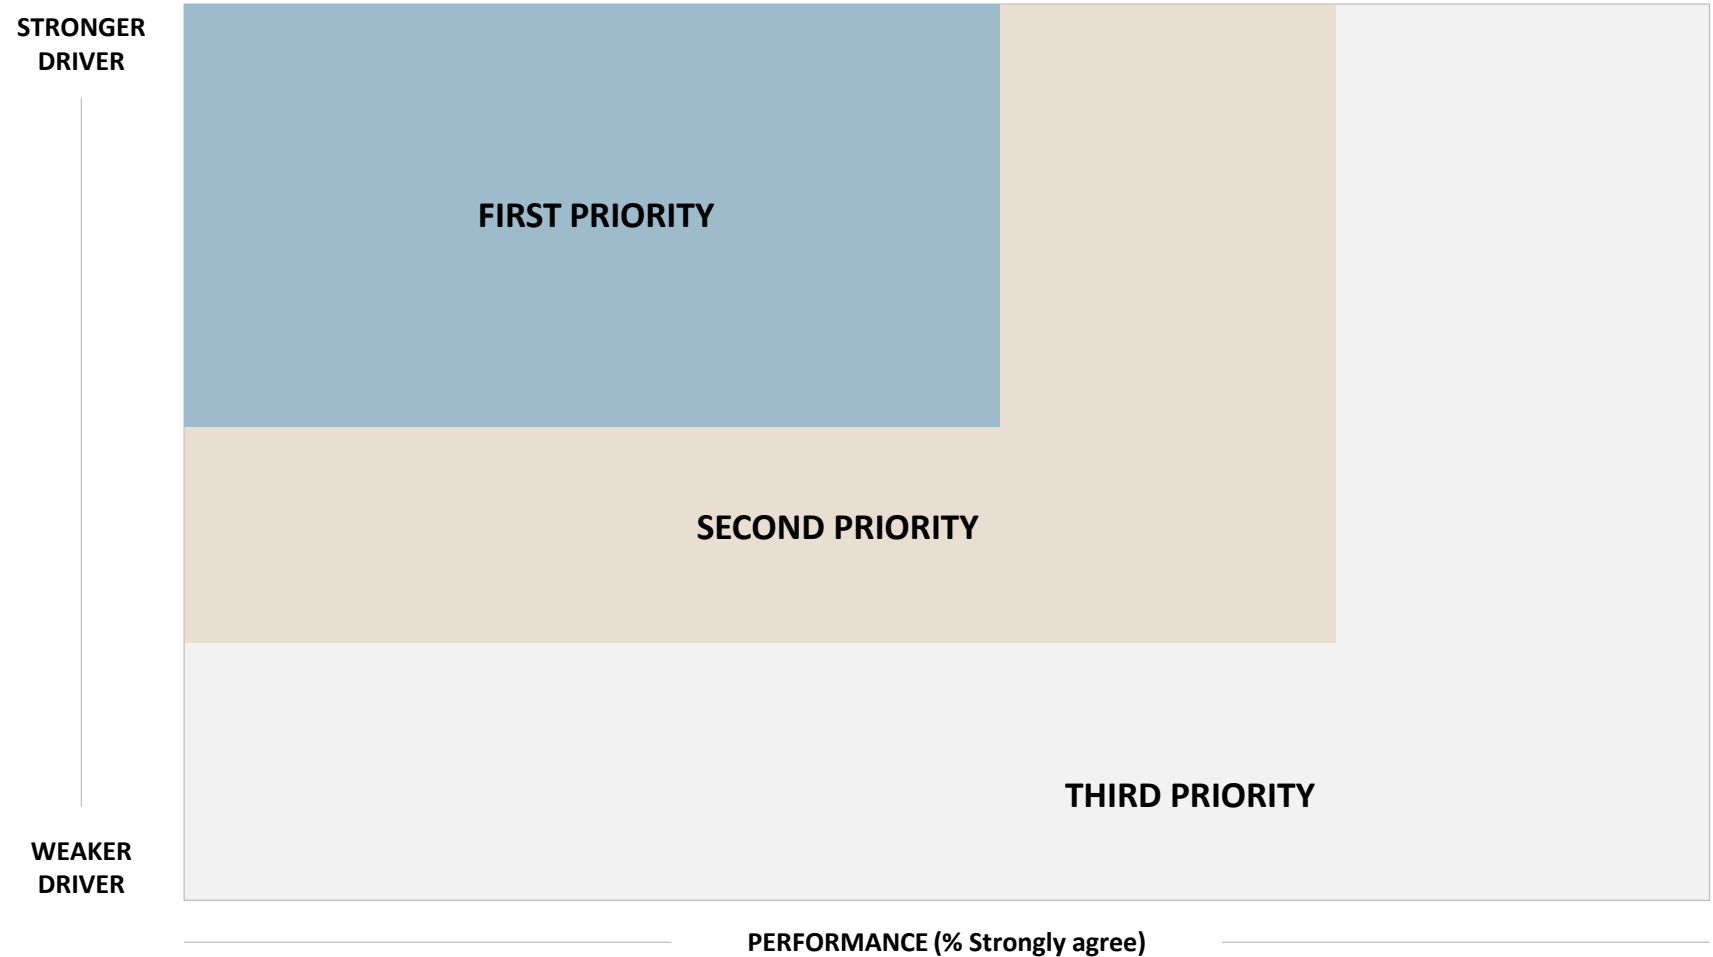 STRONGER
DRIVER
FIRST PRIORITY
SECOND PRIORITY
THIRD PRIORITY
WEAKER
DRIVER
PERFORMANCE (% Strongly agree)